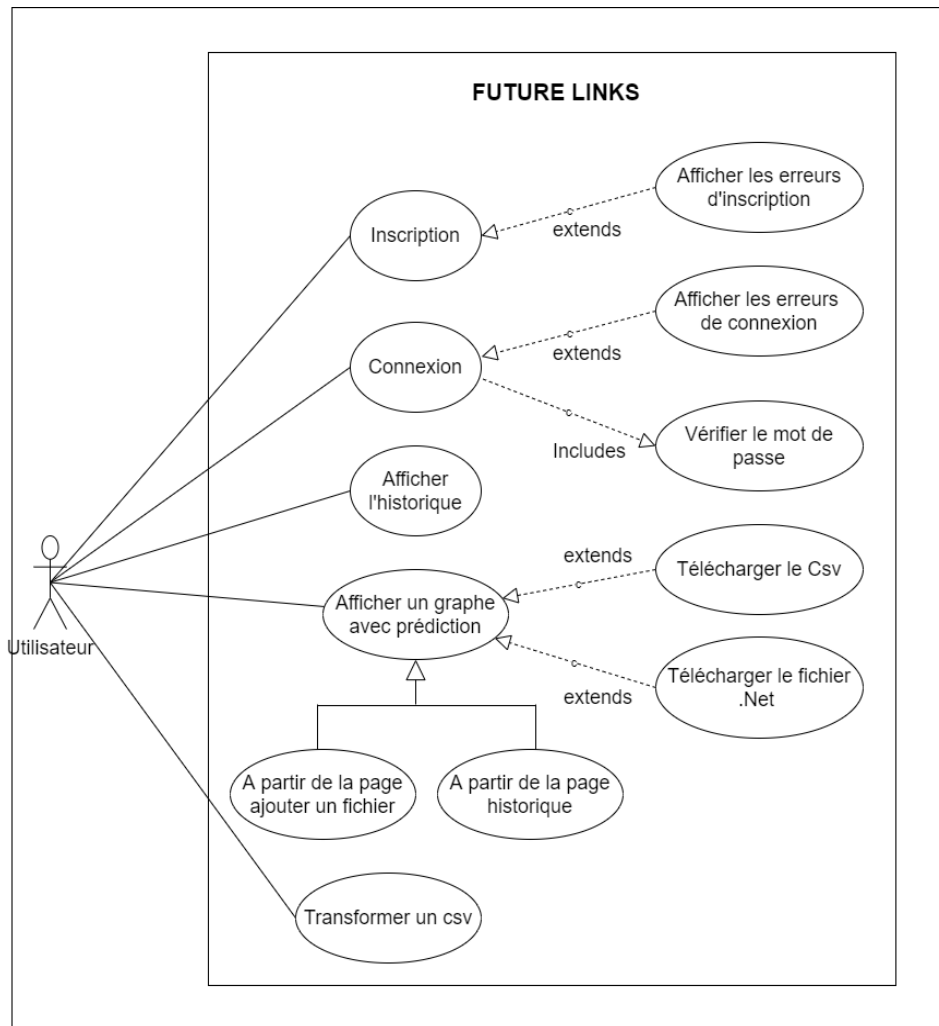 FUTURE LINKS
Afficher les erreurs
d'inscription
c
Inscription
extends
Afficher les erreurs
de connexion
c
extends
Connexion
c
Includes
Vérifier le mot de
passe
Afficher
l'historique
extends
Télécharger le Csv
c
Afficher un graphe
avec prédiction
Utilisateur
c
Télécharger le fichier
.Net
extends
A partir de la page
ajouter un fichier
A partir de la page
historique
Transformer un csv